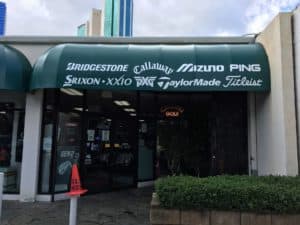 BRIDGESTONE Callaway MIZUNO PING
SRIXON • XXIO PXG TaylorMade Titleist
GOLF